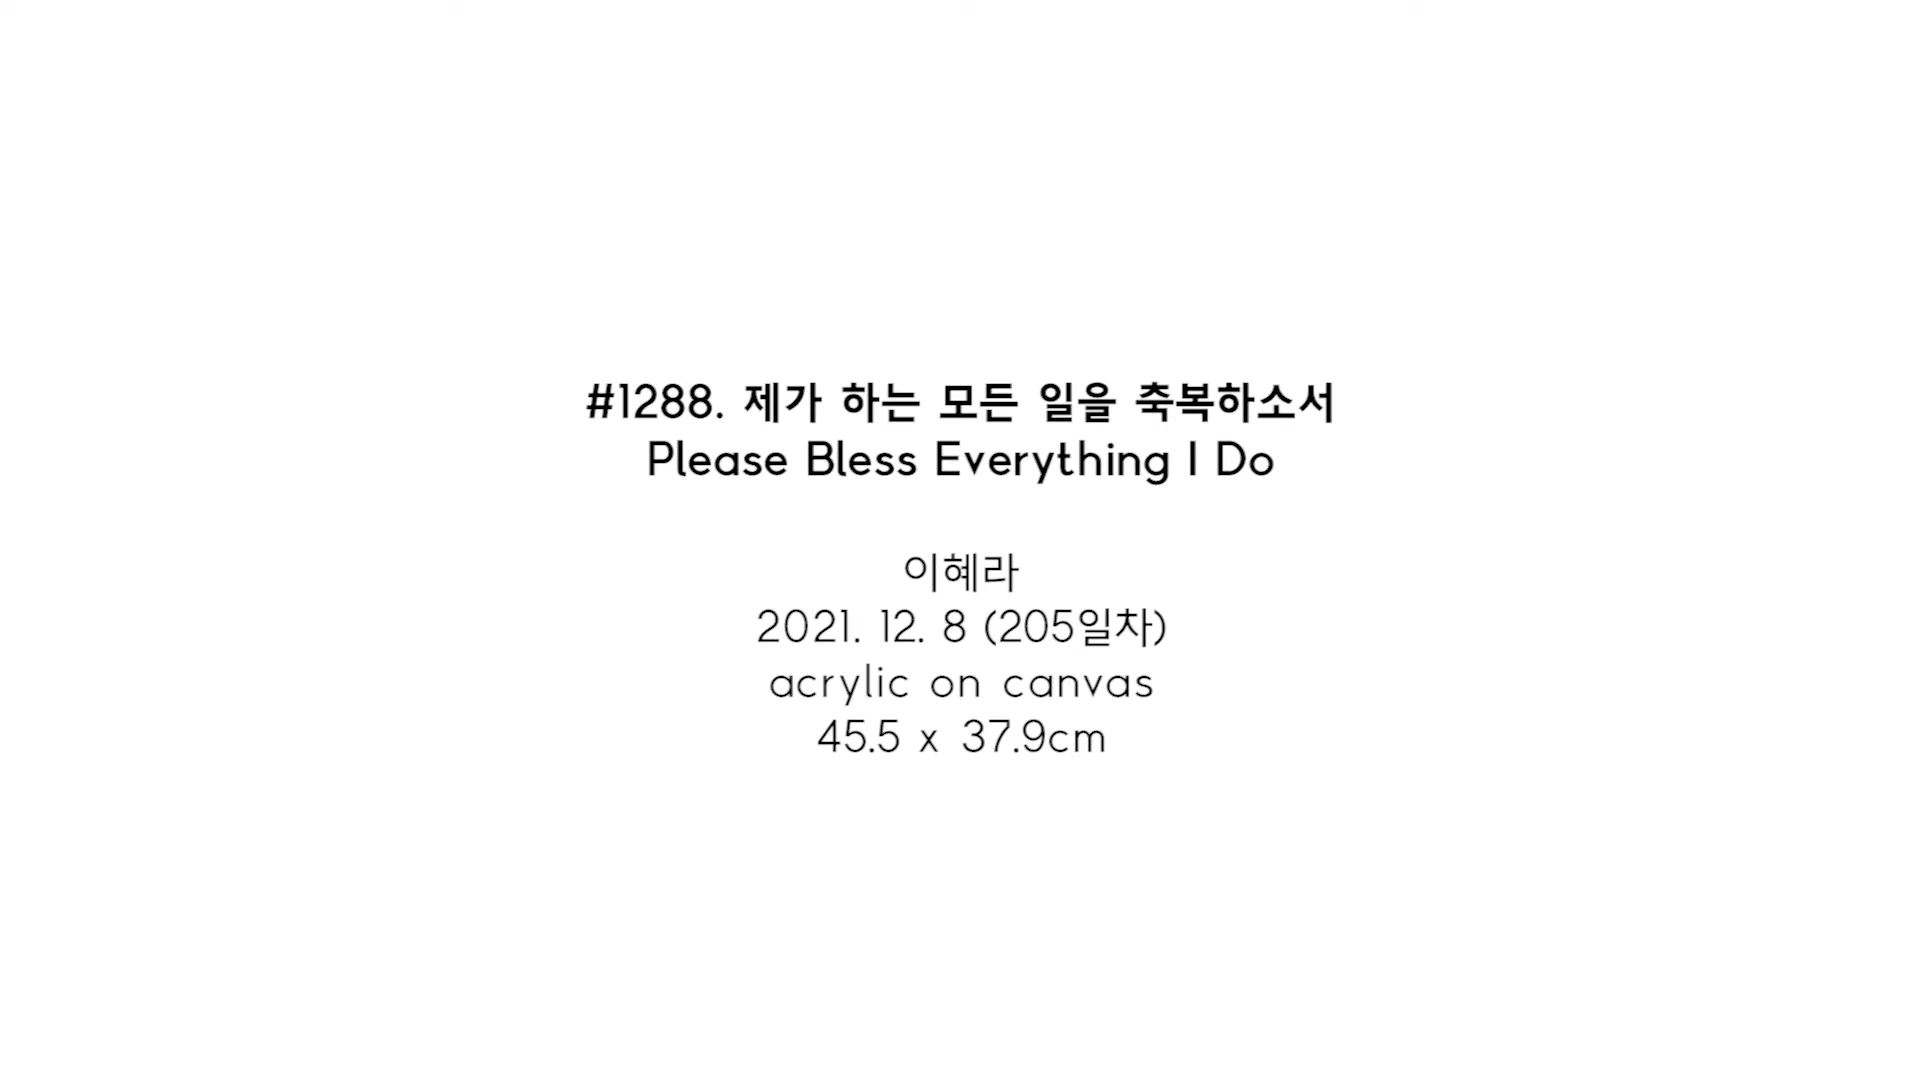 #1288. 제가 하는 모든 일을 축복하소서
Please Bless Everything I Do
이혜라
2021. 12. 8 (205일차)
acrylic on canvas
45.5 x 37.9cm